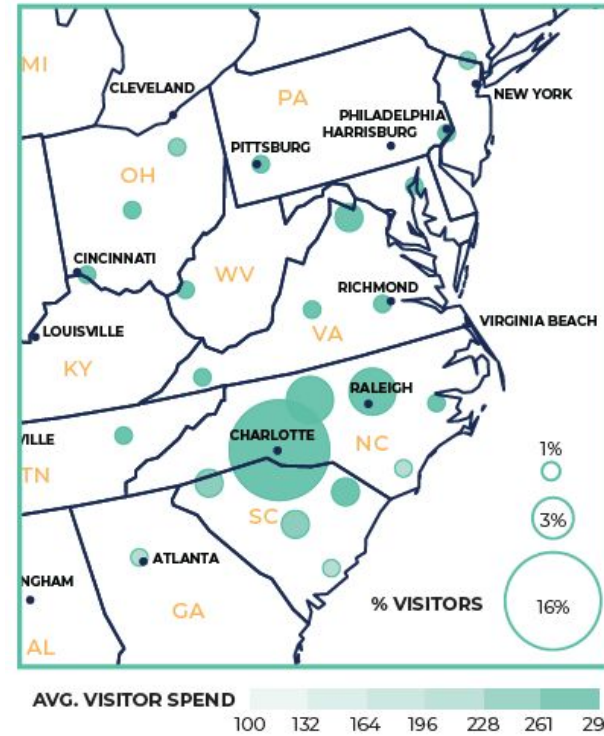 MI
CLEVELAND
PA
NEW YORK
PHILADELPHIA
HARRISBURG
PITTSBURG
OH
CINCINNATI
WV
RICHMOND
VIRGINIA BEACH
LOUISVILLE
VA
KY
RALEIGH
CHARLOTTE
NC
VILLE
TN
SC
1%
3%
ATLANTA
NGHAM
% VISITORS
16%
GA
AL
AVG. VISITOR SPEND
100 132 164 196 228 261 29